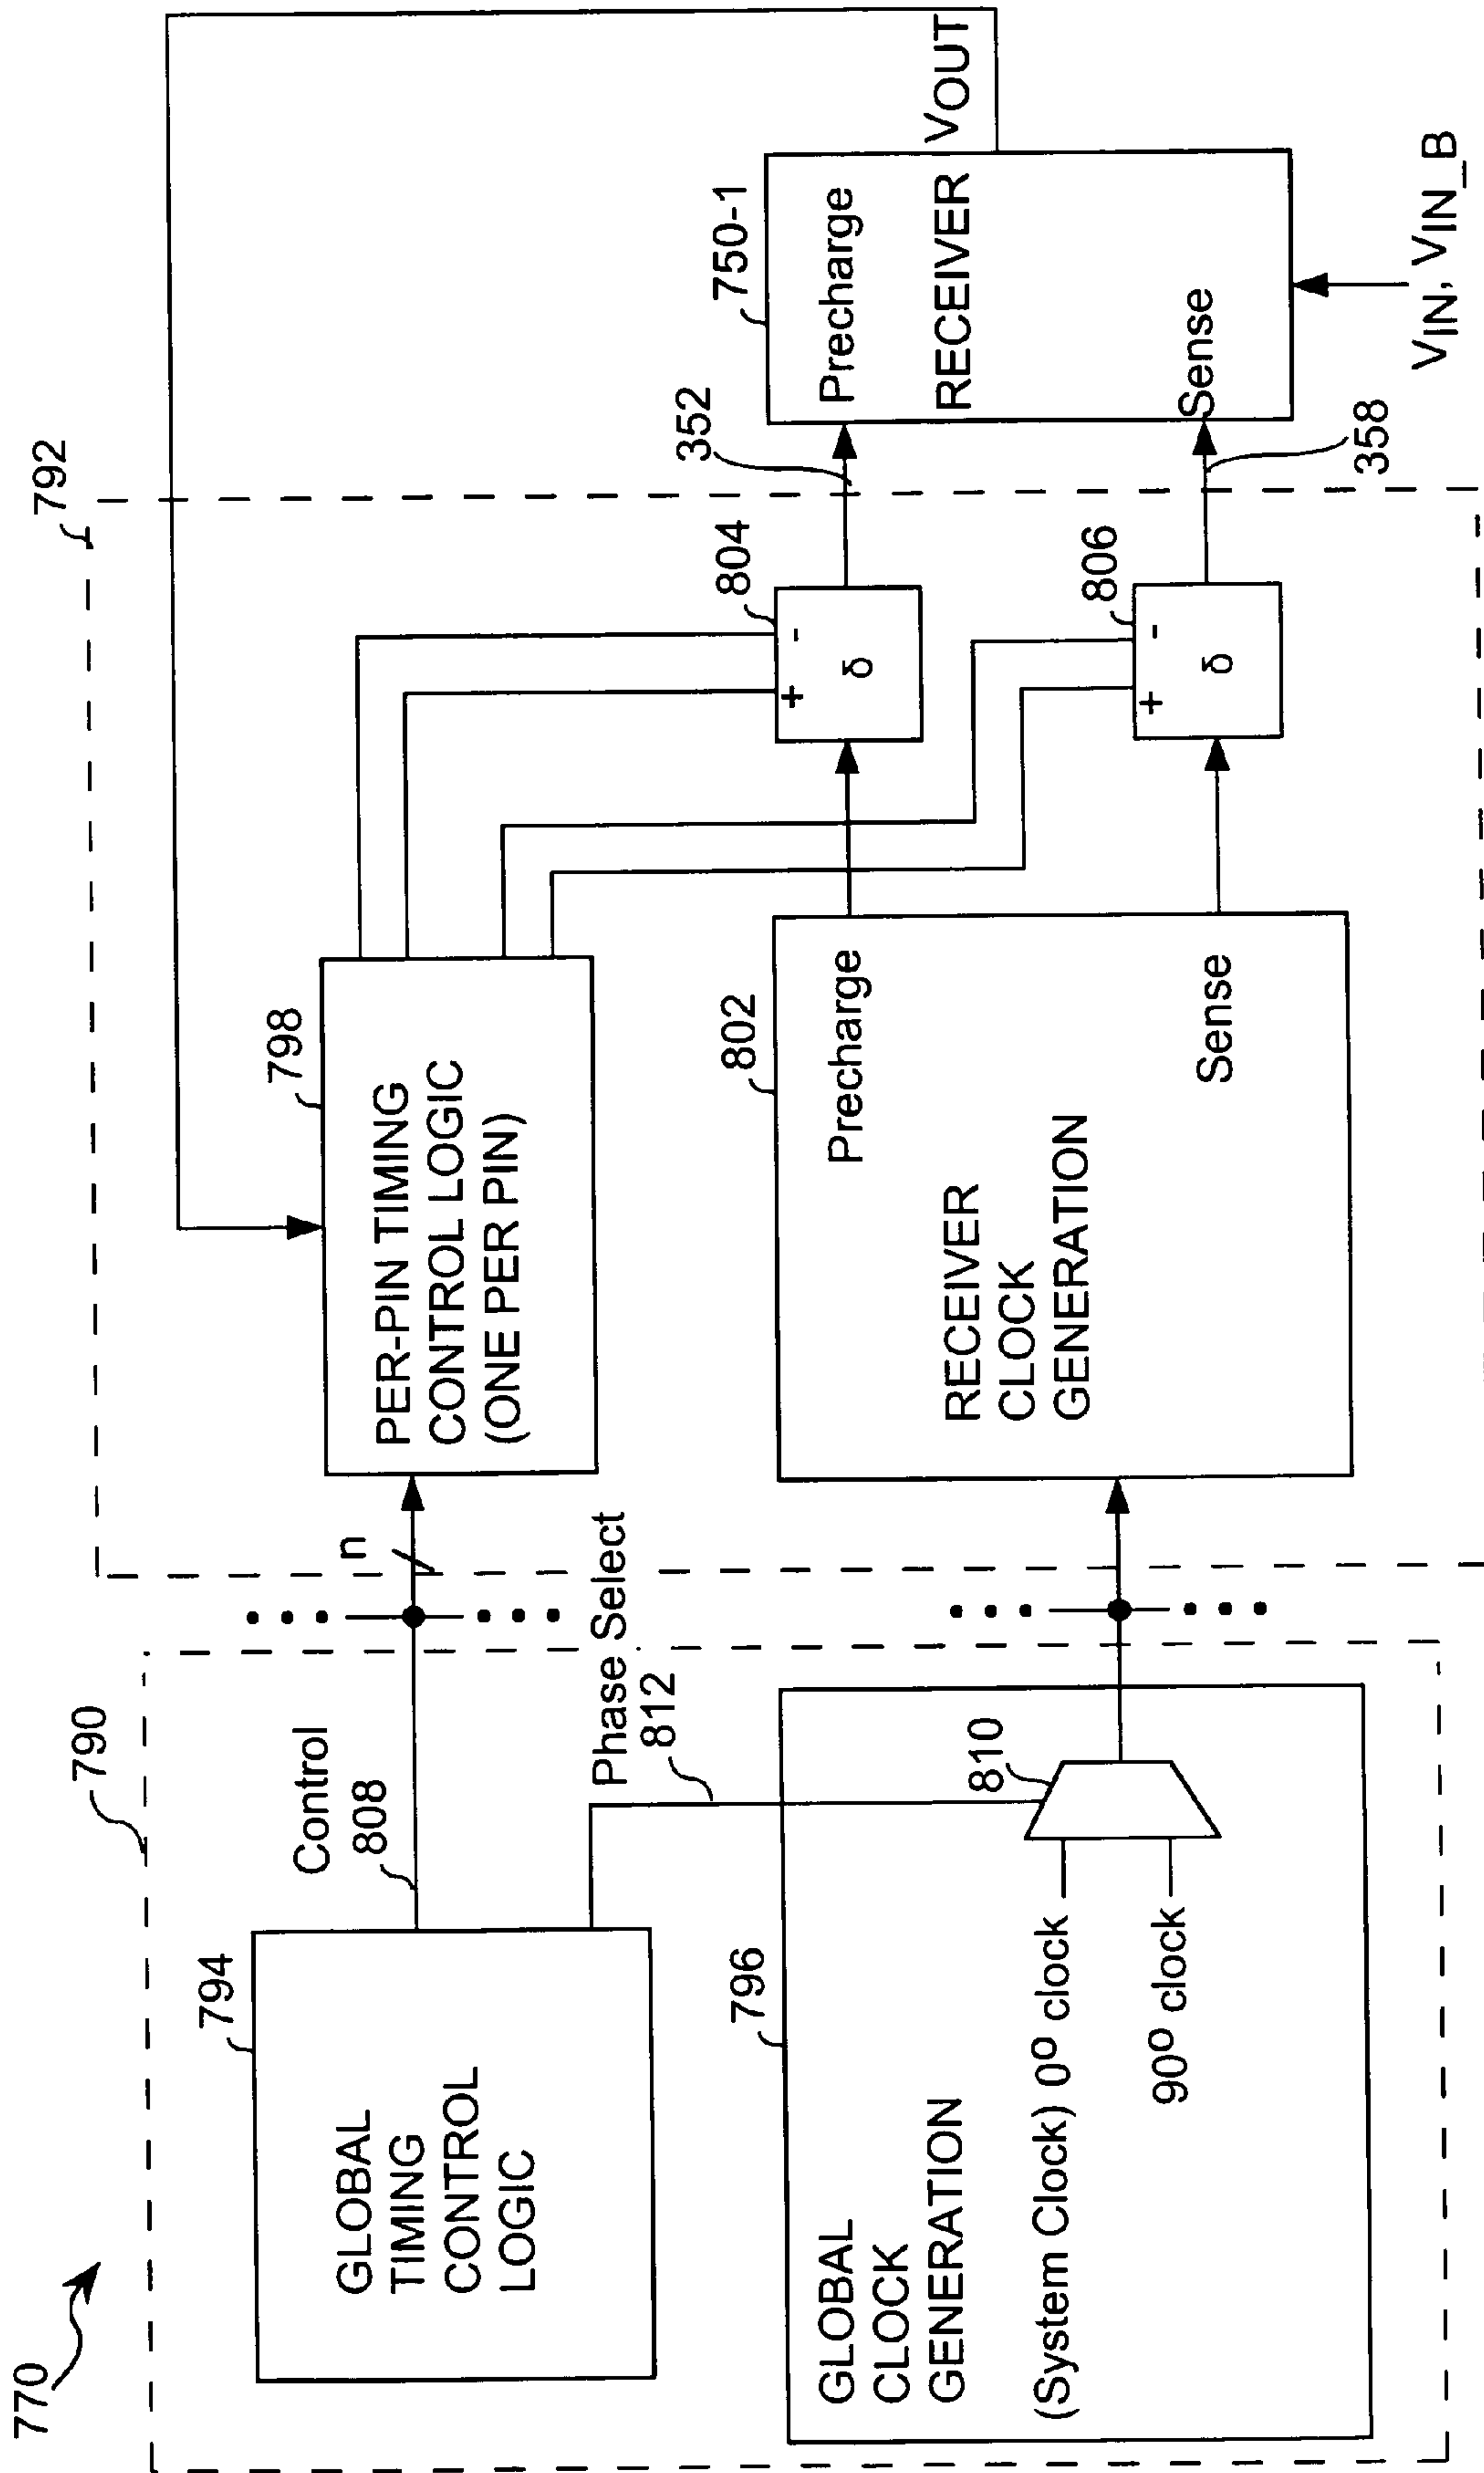 770
790
792
794
GLOBAL
TIMING
CONTROL
LOGIC
Control
808
n
798
PER-PIN TIMING
CONTROL LOGIC
(ONE PER PIN)
Phase Select
812
796
GLOBAL
CLOCK
GENERATION
(System Clock) 0º clock
90º clock
810
802
Precharge
RECEIVER
CLOCK
GENERATION
Sense
804
+ -
δ
806
+ -
δ
352
358
750-1
Precharge
RECEIVER
Sense
VOUT
VIN, VIN_B